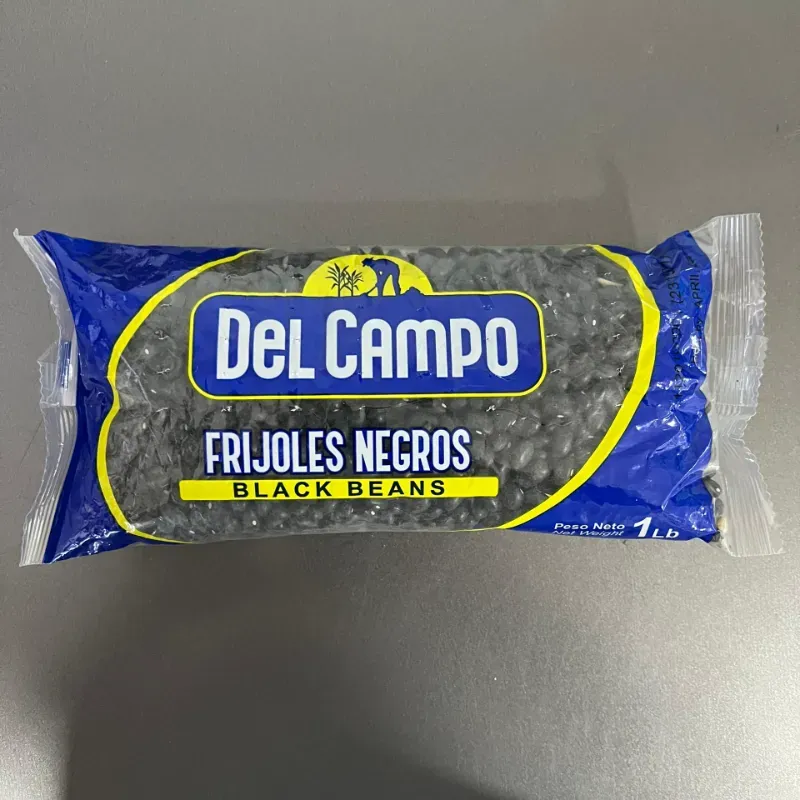 DEL CAMPO
FRIJOLES NEGROS
BLACK BEANS
Peso Neto
Net Weight 1 Lb